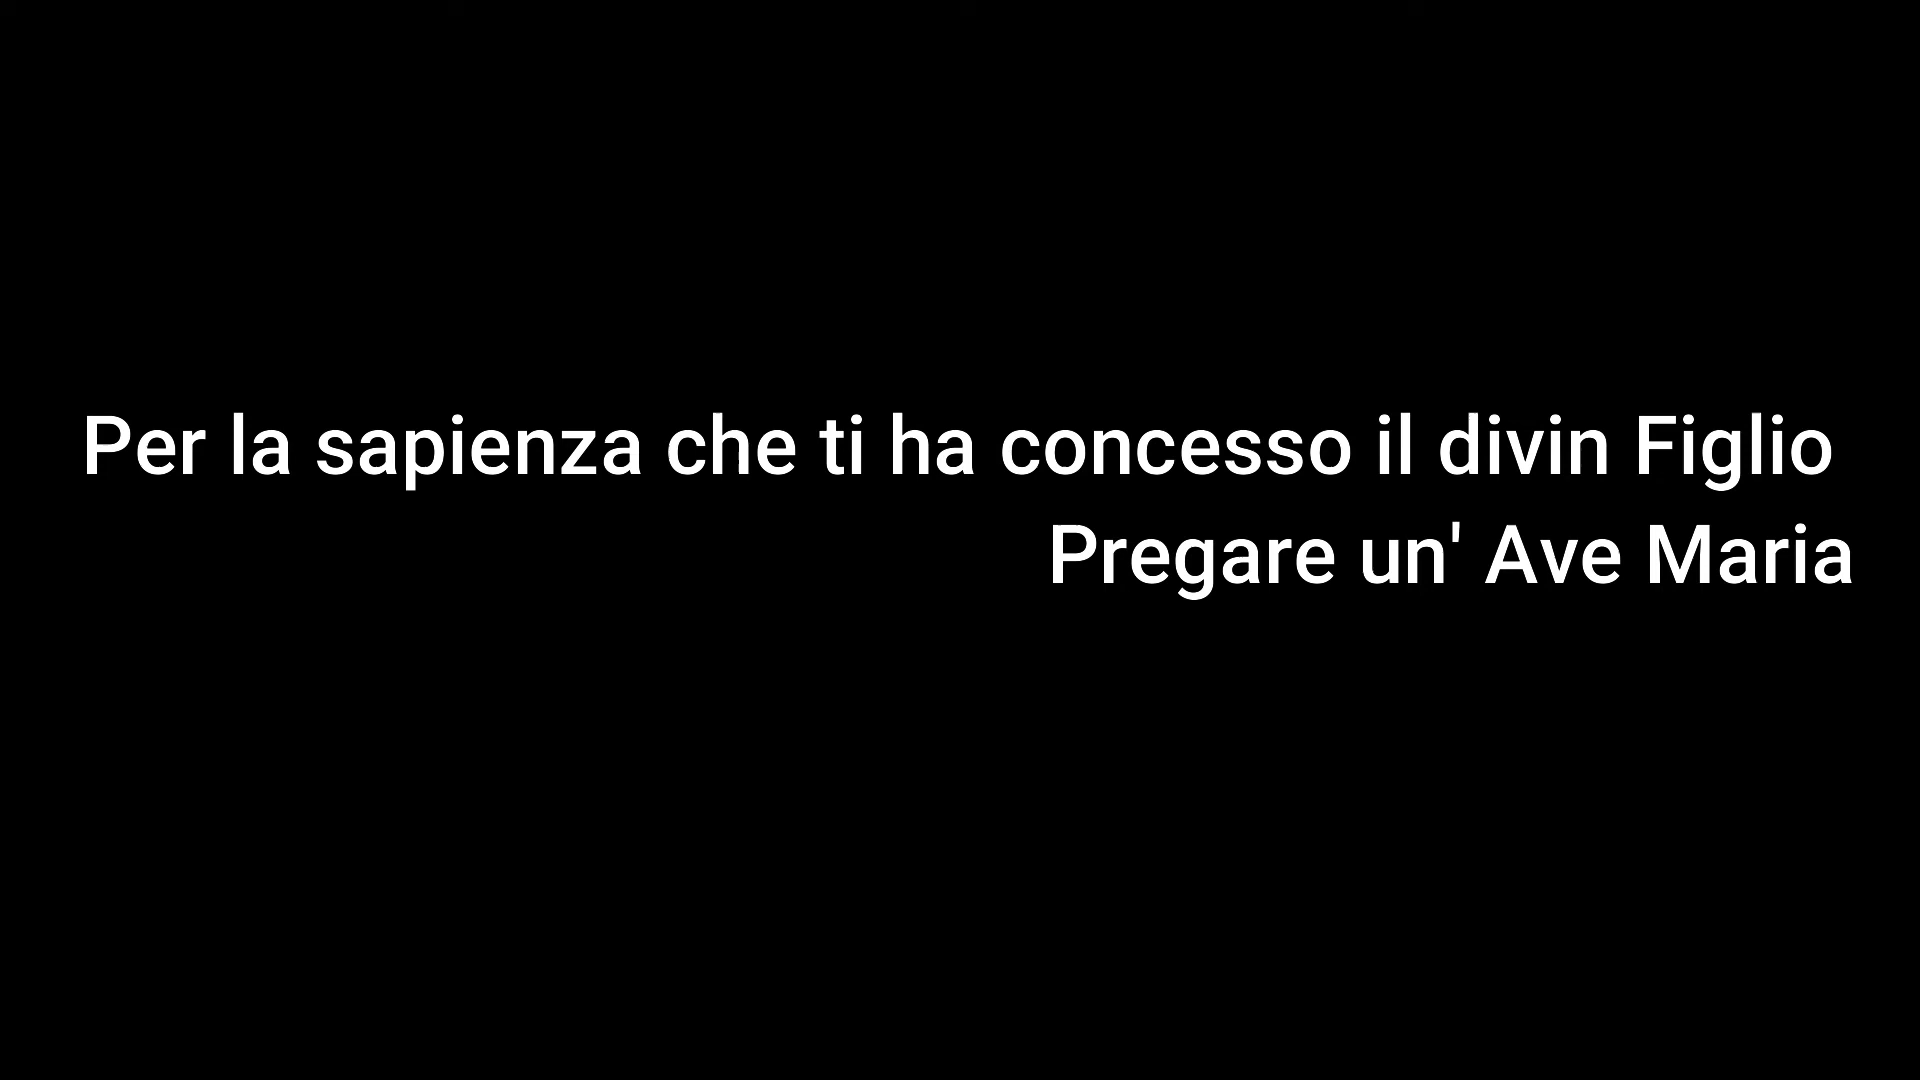 Per la sapienza che ti ha concesso il divin Figlio
Pregare un' Ave Maria